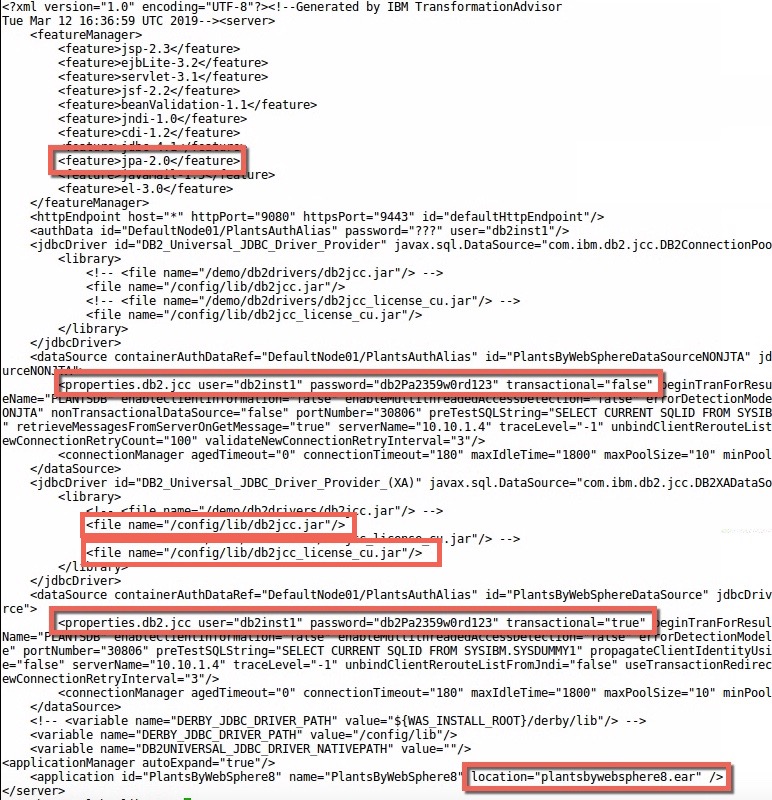 <?xml version="1.0" encoding="UTF-8"?><!--Generated by IBM TransformationAdvisor
Tue Mar 12 16:36:59 UTC 2019--><server>
<featureManager>
<feature>jsp-2.3</feature>
<feature>ejbLite-3.2</feature>
<feature>servlet-3.1</feature>
<feature>jsf-2.2</feature>
<feature>beanValidation-1.1</feature>
<feature>jndi-1.0</feature>
<feature>cdi-1.2</feature>
<feature>jdbc-4.1</feature>
<feature>jpa-2.0</feature>
<feature>javaMail-1.5</feature>
<feature>el-3.0</feature>
</featureManager>
<httpEndpoint host="*" httpPort="9080" httpsPort="9443" id="defaultHttpEndpoint"/>
<authData id="DefaultNode01/PlantsAuthAlias" password="???" user="db2inst1"/>
<jdbcDriver id="DB2_Universal_JDBC_Driver_Provider" javax.sql.DataSource="com.ibm.db2.jcc.DB2ConnectionPoo
<library>
<!-- <file name="/demo/db2drivers/db2jcc.jar"/> -->
<file name="/config/lib/db2jcc.jar"/>
<!-- <file name="/demo/db2drivers/db2jcc_license_cu.jar"/> -->
<file name="/config/lib/db2jcc_license_cu.jar"/>
</library>
</jdbcDriver>
<dataSource containerAuthDataRef="DefaultNode01/PlantsAuthAlias" id="PlantsByWebSphereDataSourceNONJTA" jd
urceNONJTA">
<properties.db2.jcc user="db2inst1" password="db2Pa2359w0rd123" transactional="false" beginTranForResu
eName="PLANTSDB" enableClientInformation="false" enableMultithreadedAccessDetection="false" errorDetectionMode
ONJTA" nonTransactionalDataSource="false" portNumber="30806" preTestSQLString="SELECT CURRENT SQLID FROM SYSIB
" retrieveMessagesFromServerOnGetMessage="true" serverName="10.10.1.4" traceLevel="-1" unbindClientRerouteList
ewConnectionRetryCount="100" validateNewConnectionRetryInterval="3"/>
<connectionManager agedTimeout="0" connectionTimeout="180" maxIdleTime="1800" maxPoolSize="10" minPool
</dataSource>
<jdbcDriver id="DB2_Universal_JDBC_Driver_Provider_(XA)" javax.sql.DataSource="com.ibm.db2.jcc.DB2XADataSo
<library>
<!-- <file name="/demo/db2drivers/db2jcc.jar"/> -->
<file name="/config/lib/db2jcc.jar"/>
cu.jar"/> -->
<file name="/config/lib/db2jcc_license_cu.jar"/>
</library>
</jdbcDriver>
<dataSource containerAuthDataRef="DefaultNode01/PlantsAuthAlias" id="PlantsByWebSphereDataSource" jdbcDriv
rce">
<properties.db2.jcc user="db2inst1" password="db2Pa2359w0rd123" transactional="true" beginTranForResul
Name="PLANTSDB" enableClientInformation="false" enableMultithreadedAccessDetection="false" errorDetectionModel
e" portNumber="30806" preTestSQLString="SELECT CURRENT SQLID FROM SYSIBM.SYSDUMMY1" propagateClientIdentityUsi
e="false" serverName="10.10.1.4" traceLevel="-1" unbindClientRerouteListFromJndi="false" useTransactionRedirec
ewConnectionRetryInterval="3"/>
<connectionManager agedTimeout="0" connectionTimeout="180" maxIdleTime="1800" maxPoolSize="10" minPool
</dataSource>
<!-- <variable name="DERBY_JDBC_DRIVER_PATH" value="${WAS_INSTALL_ROOT}/derby/lib"/> -->
<variable name="DERBY_JDBC_DRIVER_PATH" value="/config/lib"/>
<variable name="DB2UNIVERSAL_JDBC_DRIVER_NATIVEPATH" value=""/>
<applicationManager autoExpand="true"/>
<application id="PlantsByWebSphere8" name="PlantsByWebSphere8" location="plantsbywebsphere8.ear" />
</server>